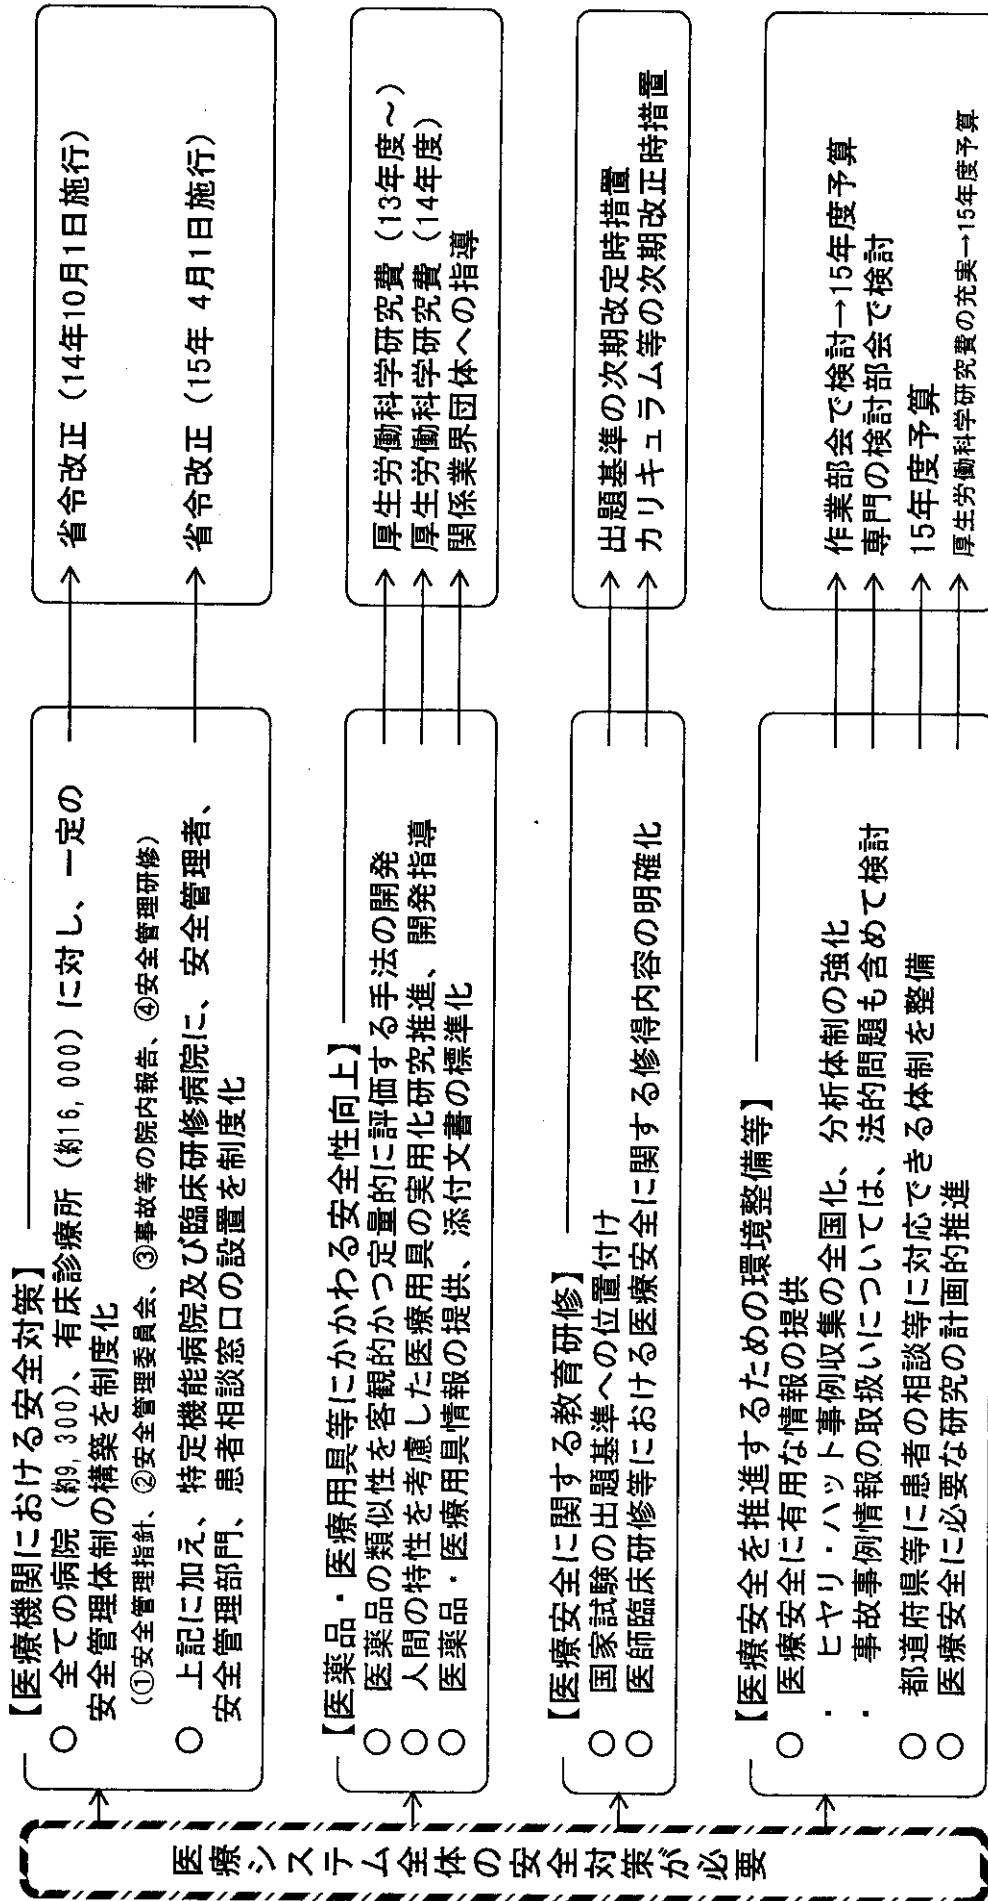 医療システム全体の安全対策が必要
【医療機関における安全対策】
○ 全ての病院（約9,300）、有床診療所（約16,000）に対し、一定の
安全管理体制の構築を制度化
（①安全管理指針、②安全管理委員会、③事故等の院内報告、④安全管理研修）
○ 上記に加え、特定機能病院及び臨床研修病院に、安全管理者、
安全管理部門、患者相談窓口の設置を制度化
省令改正（14年10月1日施行）
省令改正（15年 4月1日施行）
【医薬品・医療用具等にかかわる安全性向上】
○ 医薬品の類似性を客観的かつ定量的に評価する手法の開発
○ 人間の特性を考慮した医療用具の実用化研究推進、開発指導
○ 医薬品・医療用具情報の提供、添付文書の標準化
厚生労働科学研究費（13年度～）
厚生労働科学研究費（14年度）
関係業界団体への指導
【医療安全に関する教育研修】
○ 国家試験の出題基準への位置付け
○ 医師臨床研修等における医療安全に関する修得内容の明確化
出題基準の次期改定時措置
カリキュラム等の次期改正時措置
【医療安全を推進するための環境整備等】
○ 医療安全に有用な情報の提供
・ ヒヤリ・ハット事例収集の全国化、分析体制の強化
・ 事故事例情報の取扱いについては、法的問題も含めて検討
○ 都道府県等に患者の相談等に対応できる体制を整備
○ 医療安全に必要な研究の計画的推進
作業部会で検討→15年度予算
専門の検討部会で検討
15年度予算
厚生労働科学研究費の充実→15年度予算